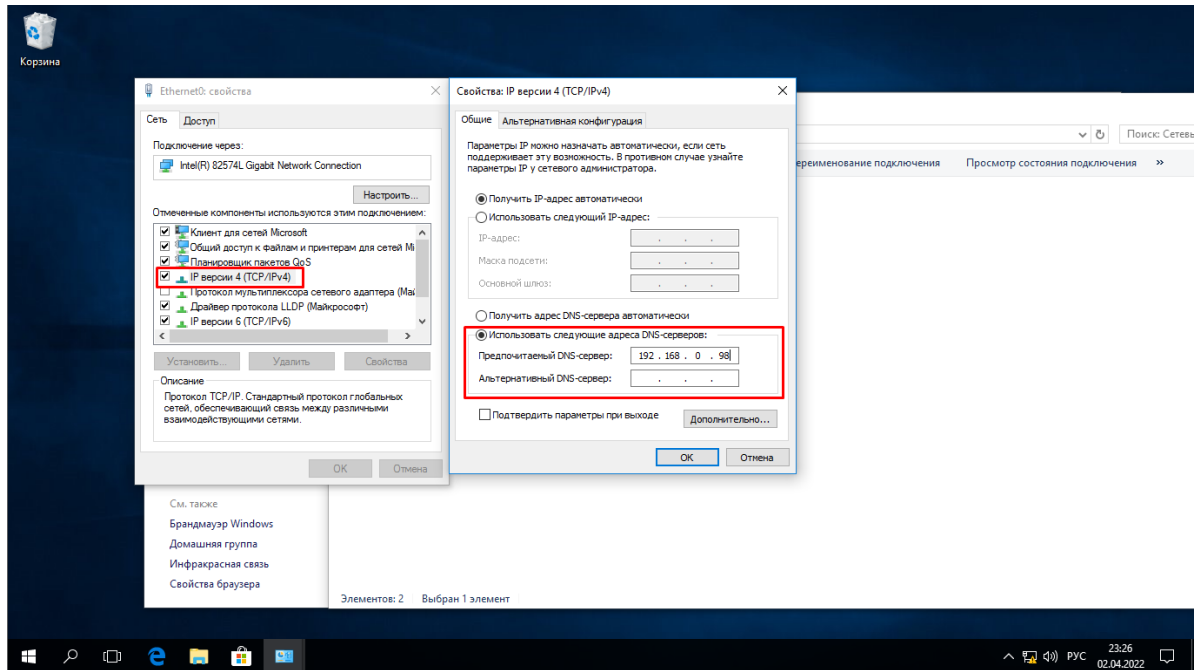 Корзина
Ethernet0: свойства
Сеть Доступ
Подключение через:
Intel(R) 82574L Gigabit Network Connection
Настроить...
Отмеченные компоненты используются этим подключением:
Клиент для сетей Microsoft
Общий доступ к файлам и принтерам для сетей Mi
Планировщик пакетов QoS
IP версии 4 (TCP/IPv4)
Протокол мультиплексора сетевого адаптера (Май
Драйвер протокола LLDP (Майкрософт)
IP версии 6 (TCP/IPv6)
Установить... Удалить Свойства
Описание
Протокол TCP/IP. Стандартный протокол глобальных
сетей, обеспечивающий связь между различными
взаимодействующими сетями.
OK Отмена
Свойства: IP версии 4 (TCP/IPv4)
Общие Альтернативная конфигурация
Параметры IP можно назначать автоматически, если сеть
поддерживает эту возможность. В противном случае узнайте
параметры IP у сетевого администратора.
Получить IP-адрес автоматически
Использовать следующий IP-адрес:
IP-адрес: . . .
Маска подсети: . . .
Основной шлюз: . . .
Получить адрес DNS-сервера автоматически
Использовать следующие адреса DNS-серверов:
Предпочитаемый DNS-сервер: 192 . 168 . 0 . 98
Альтернативный DNS-сервер: . . .
Подтвердить параметры при выходе
Дополнительно...
OK Отмена
Поиск: Сетевы
ереименование подключения Просмотр состояния подключения »
См. также
Брандмауэр Windows
Домашняя группа
Инфракрасная связь
Свойства браузера
Элементов: 2 Выбран 1 элемент
РУС
23:26
02.04.2022